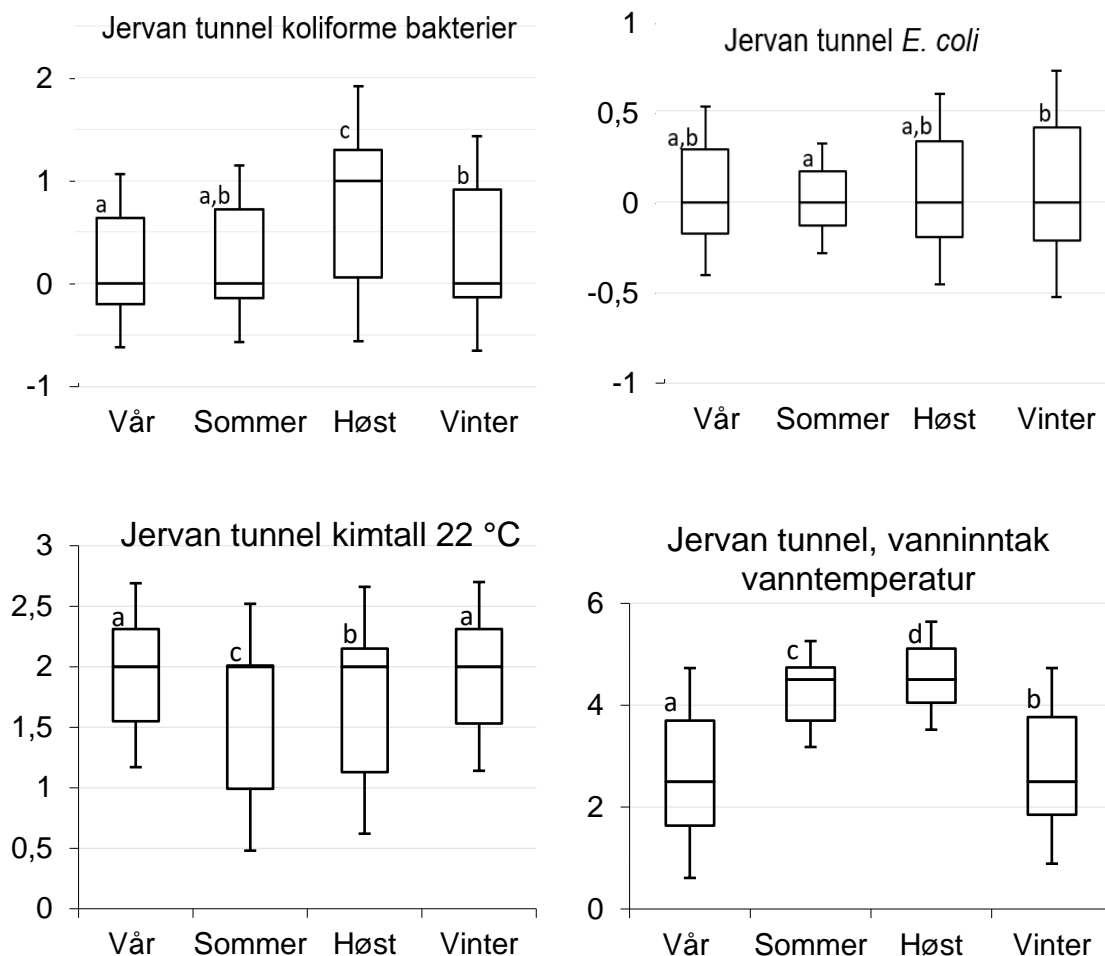 Jervan tunnel koliforme bakterier
2
1
0
-1
a
a,b
c
b
Vår Sommer Høst Vinter
Jervan tunnel E. coli
1
0,5
0
-0,5
-1
a,b
a
a,b
b
Vår Sommer Høst Vinter
Jervan tunnel kimtall 22 °C
3
2,5
2
1,5
1
0,5
0
a
c
b
a
Vår Sommer Høst Vinter
Jervan tunnel, vanninntak
vanntemperatur
6
4
2
0
a
c
d
b
Vår Sommer Høst Vinter